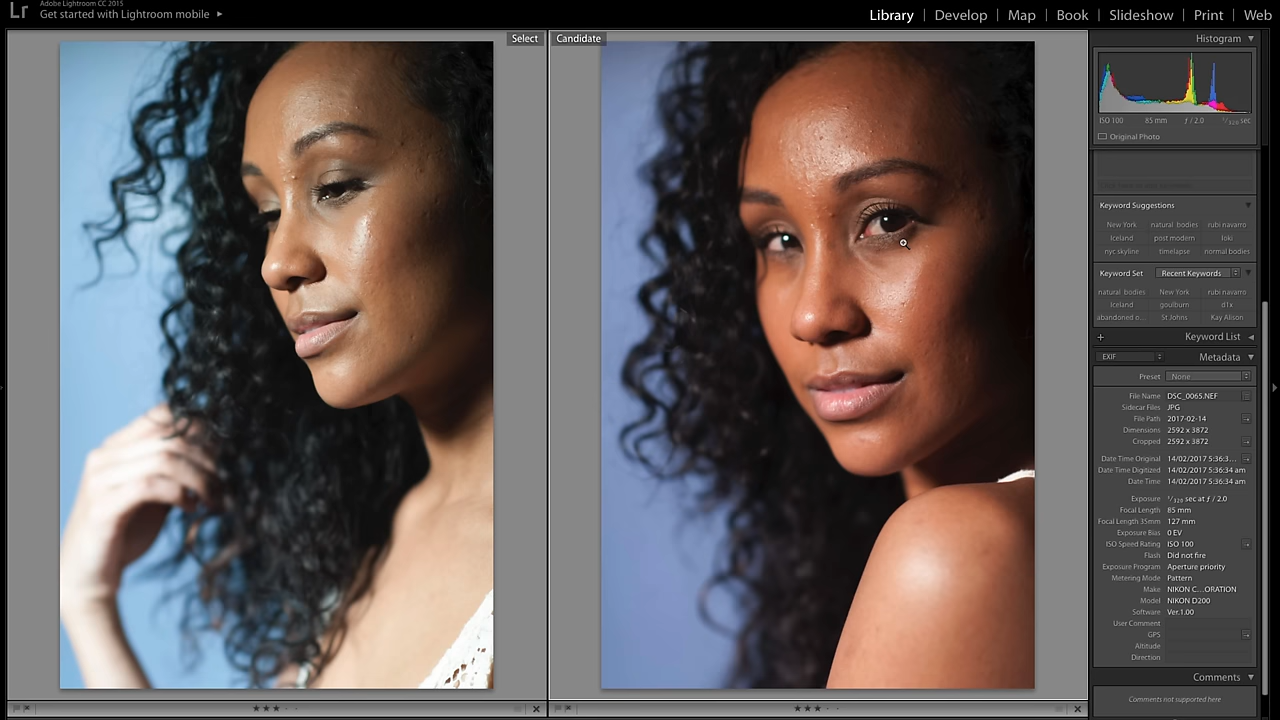 Lr
Adobe Lightroom CC 2015
Get started with Lightroom mobile ▸
Library | Develop | Map | Book | Slideshow | Print | Web
Select
Candidate
Histogram
ISO 100 85 mm ƒ / 2.0 1/320 sec
Original Photo
Keyword Suggestions
New York natural bodies rubi navarro
Iceland post modern loki
nyc skyline timelapse normal bodies
Keyword Set Recent Keywords
natural bodies New York rubi navarro
Iceland goulburn d1x
abandoned o... St Johns Kay Alison
+ Keyword List
EXIF Metadata
Preset None
File Name DSC_0065.NEF
Sidecar Files JPG
File Path 2017-02-14
Dimensions 2592 x 3872
Cropped 2592 x 3872
Date Time Original 14/02/2017 5:36:3...
Date Time Digitized 14/02/2017 5:36:34 am
Date Time 14/02/2017 5:36:34 am
Exposure 1/320 sec at ƒ / 2.0
Focal Length 85 mm
Focal Length 35mm 127 mm
Exposure Bias 0 EV
ISO Speed Rating ISO 100
Flash Did not fire
Exposure Program Aperture priority
Metering Mode Pattern
Make NIKON C...ORATION
Model NIKON D200
Software Ver.1.00
User Comment
GPS
Altitude
Direction
Comments
Comments not supported here